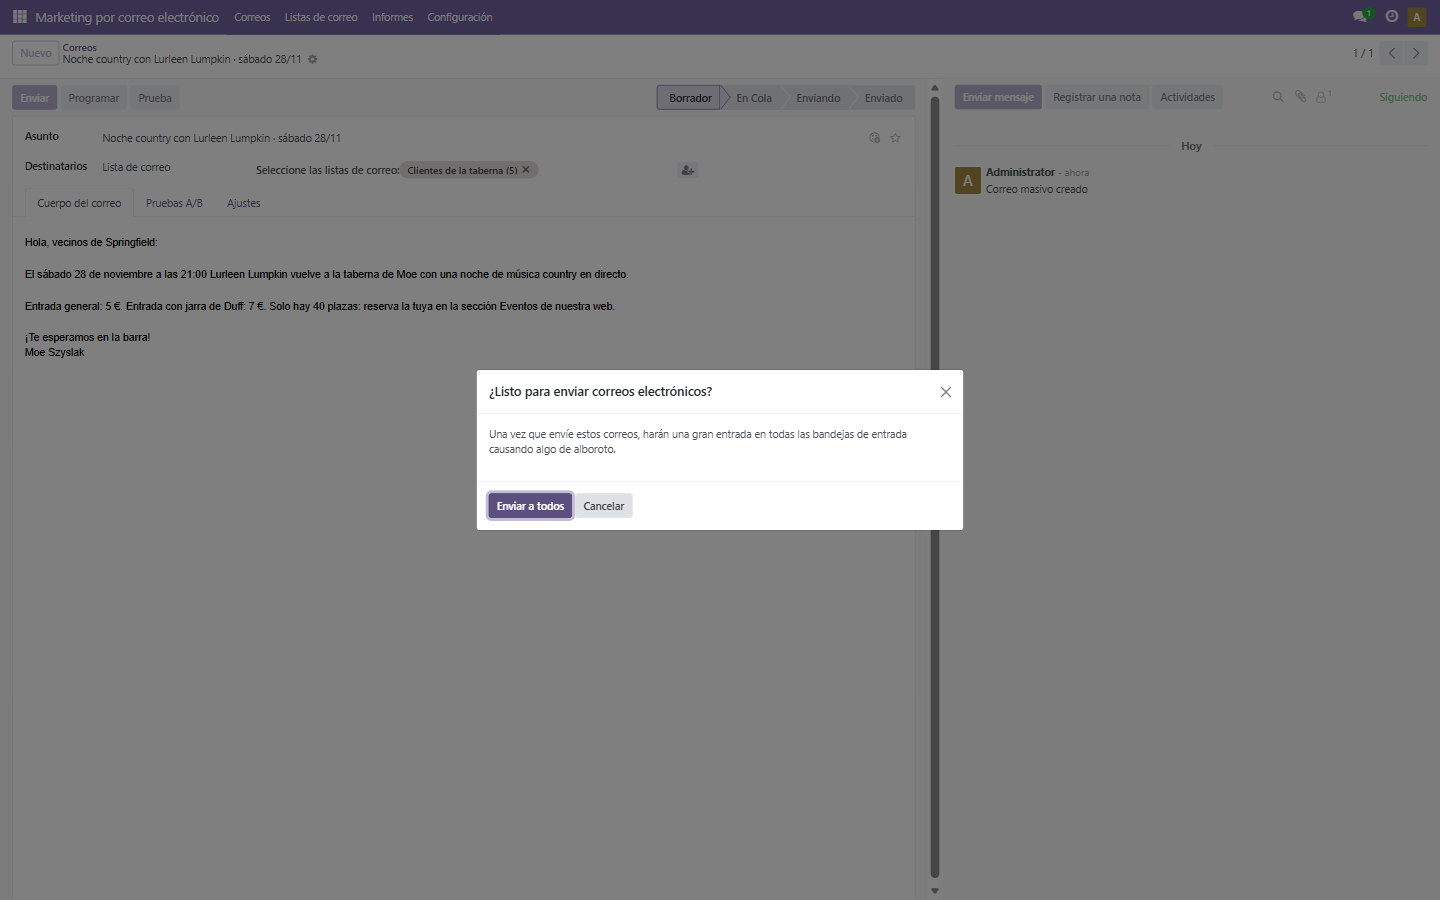 Marketing por correo electrónico Correos Listas de correo Informes Configuración 1 A
Nuevo Correos
Noche country con Lurleen Lumpkin · sábado 28/11 1 / 1
Enviar Programar Prueba Borrador En Cola Enviando Enviado Enviar mensaje Registrar una nota Actividades 1 Siguiendo
Asunto Noche country con Lurleen Lumpkin · sábado 28/11
Destinatarios Lista de correo Seleccione las listas de correo: Clientes de la taberna (5)
Hoy
A Administrator - ahora
Correo masivo creado
Cuerpo del correo Pruebas A/B Ajustes
Hola, vecinos de Springfield:
El sábado 28 de noviembre a las 21:00 Lurleen Lumpkin vuelve a la taberna de Moe con una noche de música country en directo.
Entrada general: 5 €. Entrada con jarra de Duff: 7 €. Solo hay 40 plazas: reserva la tuya en la sección Eventos de nuestra web.
¡Te esperamos en la barra!
Moe Szyslak
¿Listo para enviar correos electrónicos?
Una vez que envíe estos correos, harán una gran entrada en todas las bandejas de entrada
causando algo de alboroto.
Enviar a todos Cancelar